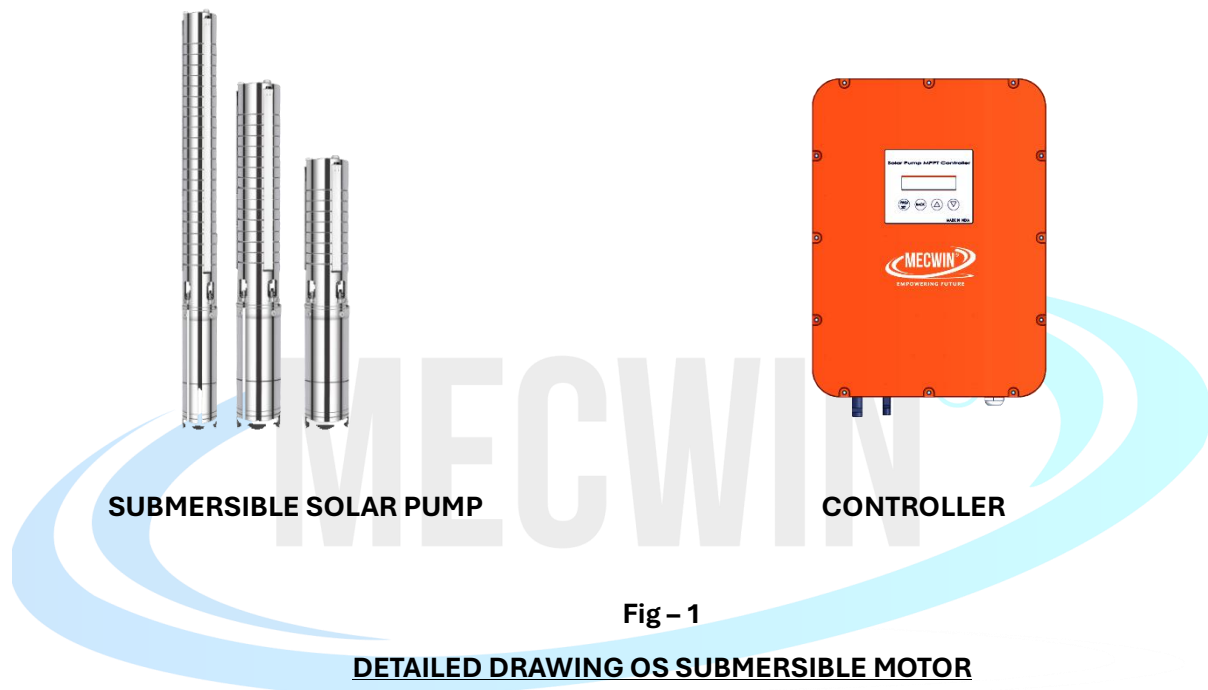 Solar Pump MPPT Controller
BACK
MADE IN INDIA
MECWIN
EMPOWERING FUTURE
MECWIN
SUBMERSIBLE SOLAR PUMP
CONTROLLER
Fig – 1
DETAILED DRAWING OS SUBMERSIBLE MOTOR